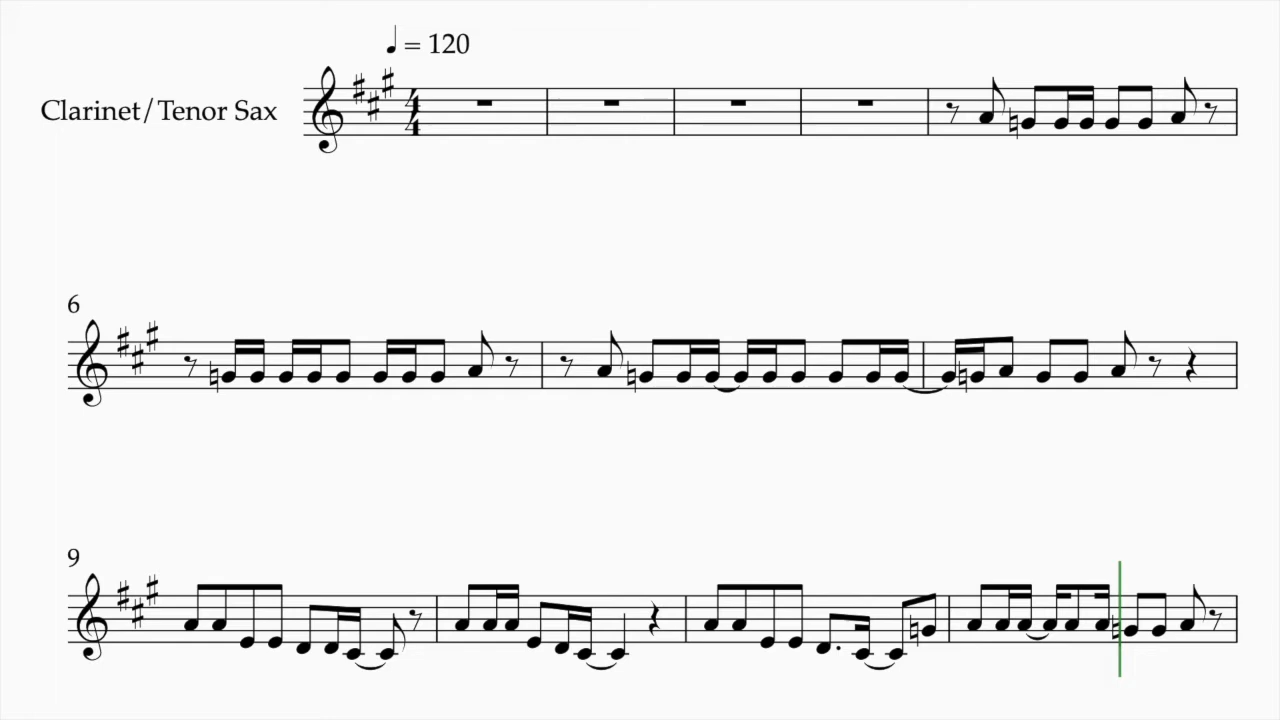 ♩ = 120
Clarinet/Tenor Sax
4
4
6
9